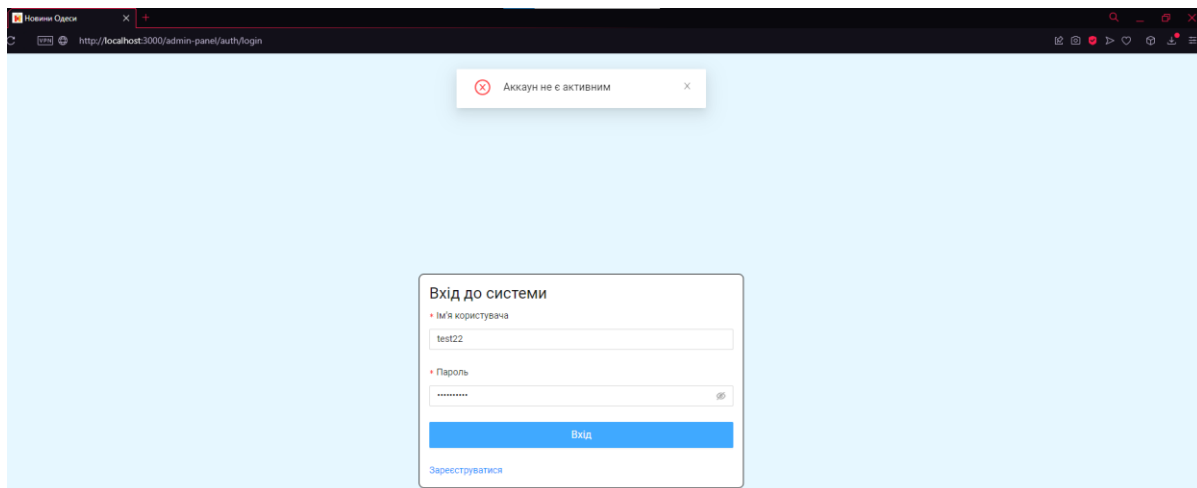 Новини Одеси
VPN http://localhost:3000/admin-panel/auth/login
Аккаун не є активним
Вхід до системи
* Ім'я користувача
test22
* Пароль
••••••••••
Вхід
Зареєструватися